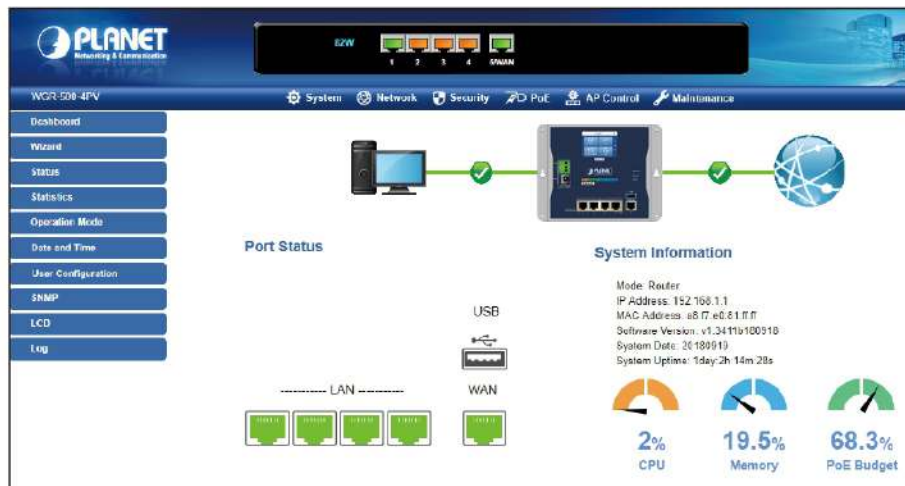 PLANET
Networking & Communication
82W
1 2 3 4 5/WAN
WGR-500-4PV
System Network Security PoE AP Control Maintenance
Dashboard
Wizard
Status
Statistics
Operation Mode
Date and Time
User Configuration
SNMP
LCD
Log
PLANET
Port Status
USB
LAN
WAN
System Information
Mode: Router
IP Address: 192.168.1.1
MAC Address: a8:f7:e0:81:ff:ff
Software Version: v1.3411b180918
System Date: 20180919
System Uptime: 1day:2h:14m:28s
2%
CPU
19.5%
Memory
68.3%
PoE Budget